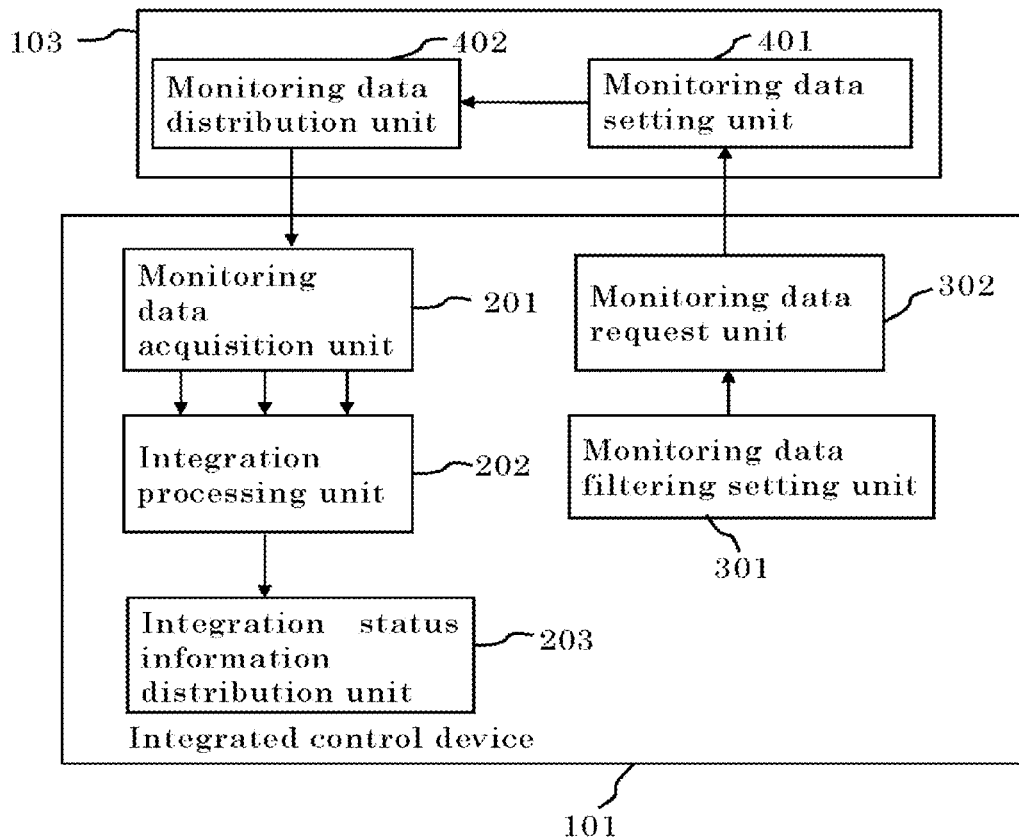 103
402
401
Monitoring data
distribution unit
Monitoring data
setting unit
Monitoring
data
acquisition unit
201
Monitoring data
request unit
302
Integration
processing unit
202
Monitoring data
filtering setting unit
301
Integration status
information
distribution unit
203
Integrated control device
101